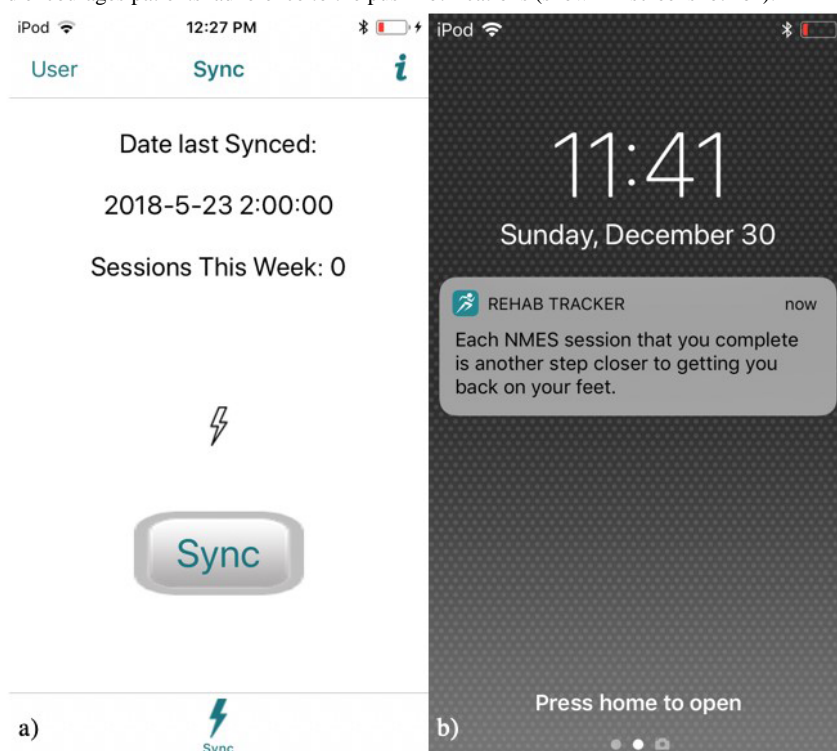 iPod 12:27 PM
User Sync i
Date last Synced:
2018-5-23 2:00:00
Sessions This Week: 0
Sync
a) Sync
iPod
11:41
Sunday, December 30
REHAB TRACKER now
Each NMES session that you complete
is another step closer to getting you
back on your feet.
Press home to open
b)